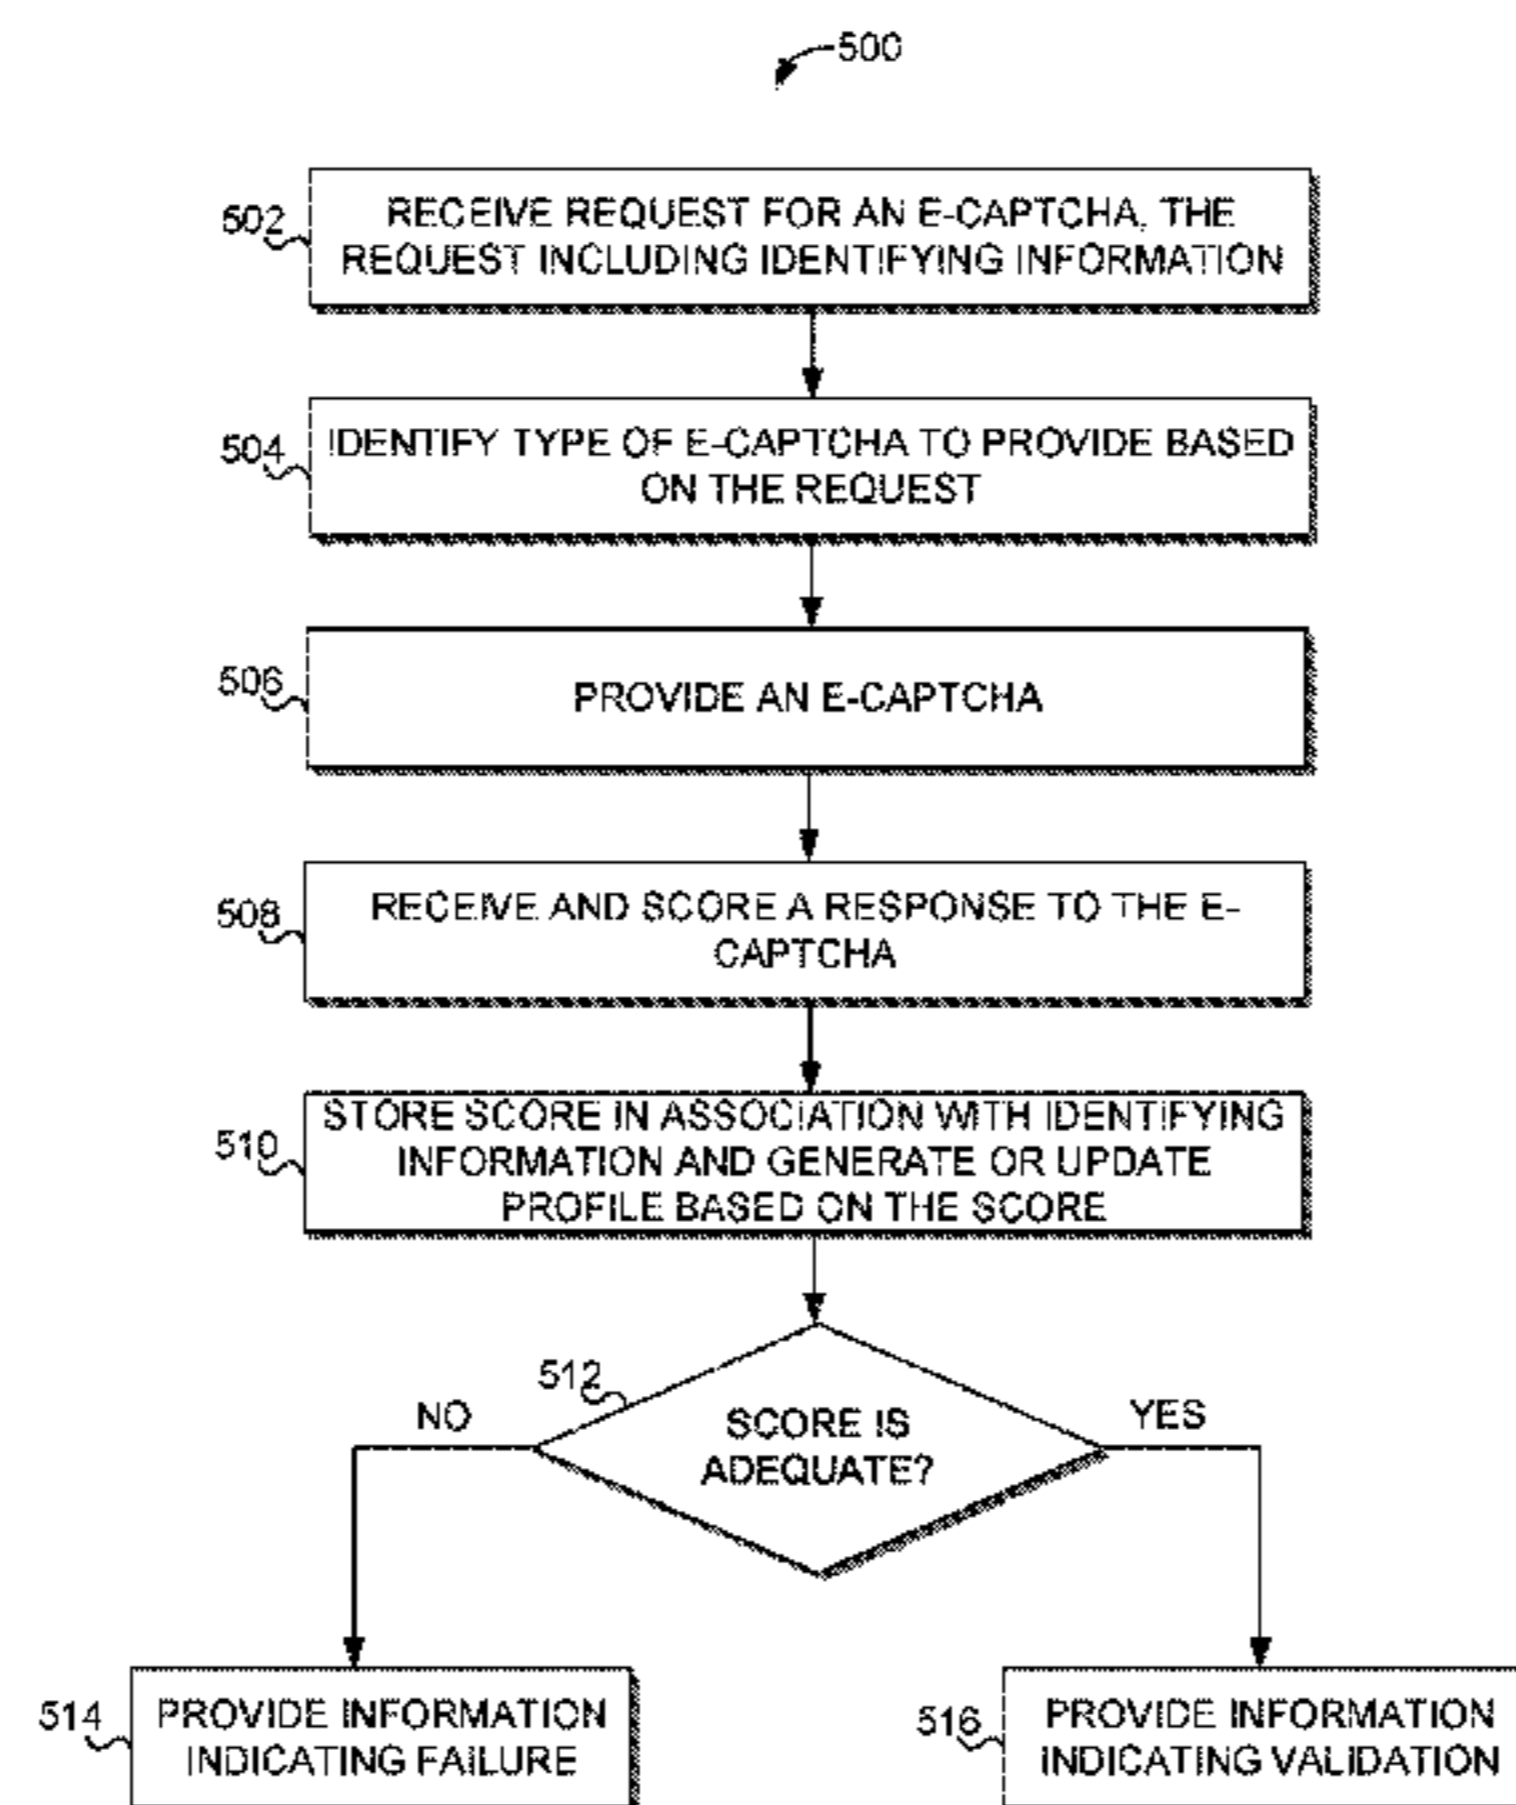 500
502
RECEIVE REQUEST FOR AN E-CAPTCHA, THE
REQUEST INCLUDING IDENTIFYING INFORMATION
504
IDENTIFY TYPE OF E-CAPTCHA TO PROVIDE BASED
ON THE REQUEST
506
PROVIDE AN E-CAPTCHA
508
RECEIVE AND SCORE A RESPONSE TO THE E-
CAPTCHA
510
STORE SCORE IN ASSOCIATION WITH IDENTIFYING
INFORMATION AND GENERATE OR UPDATE
PROFILE BASED ON THE SCORE
512
SCORE IS
ADEQUATE?
NO
YES
514
PROVIDE INFORMATION
INDICATING FAILURE
516
PROVIDE INFORMATION
INDICATING VALIDATION